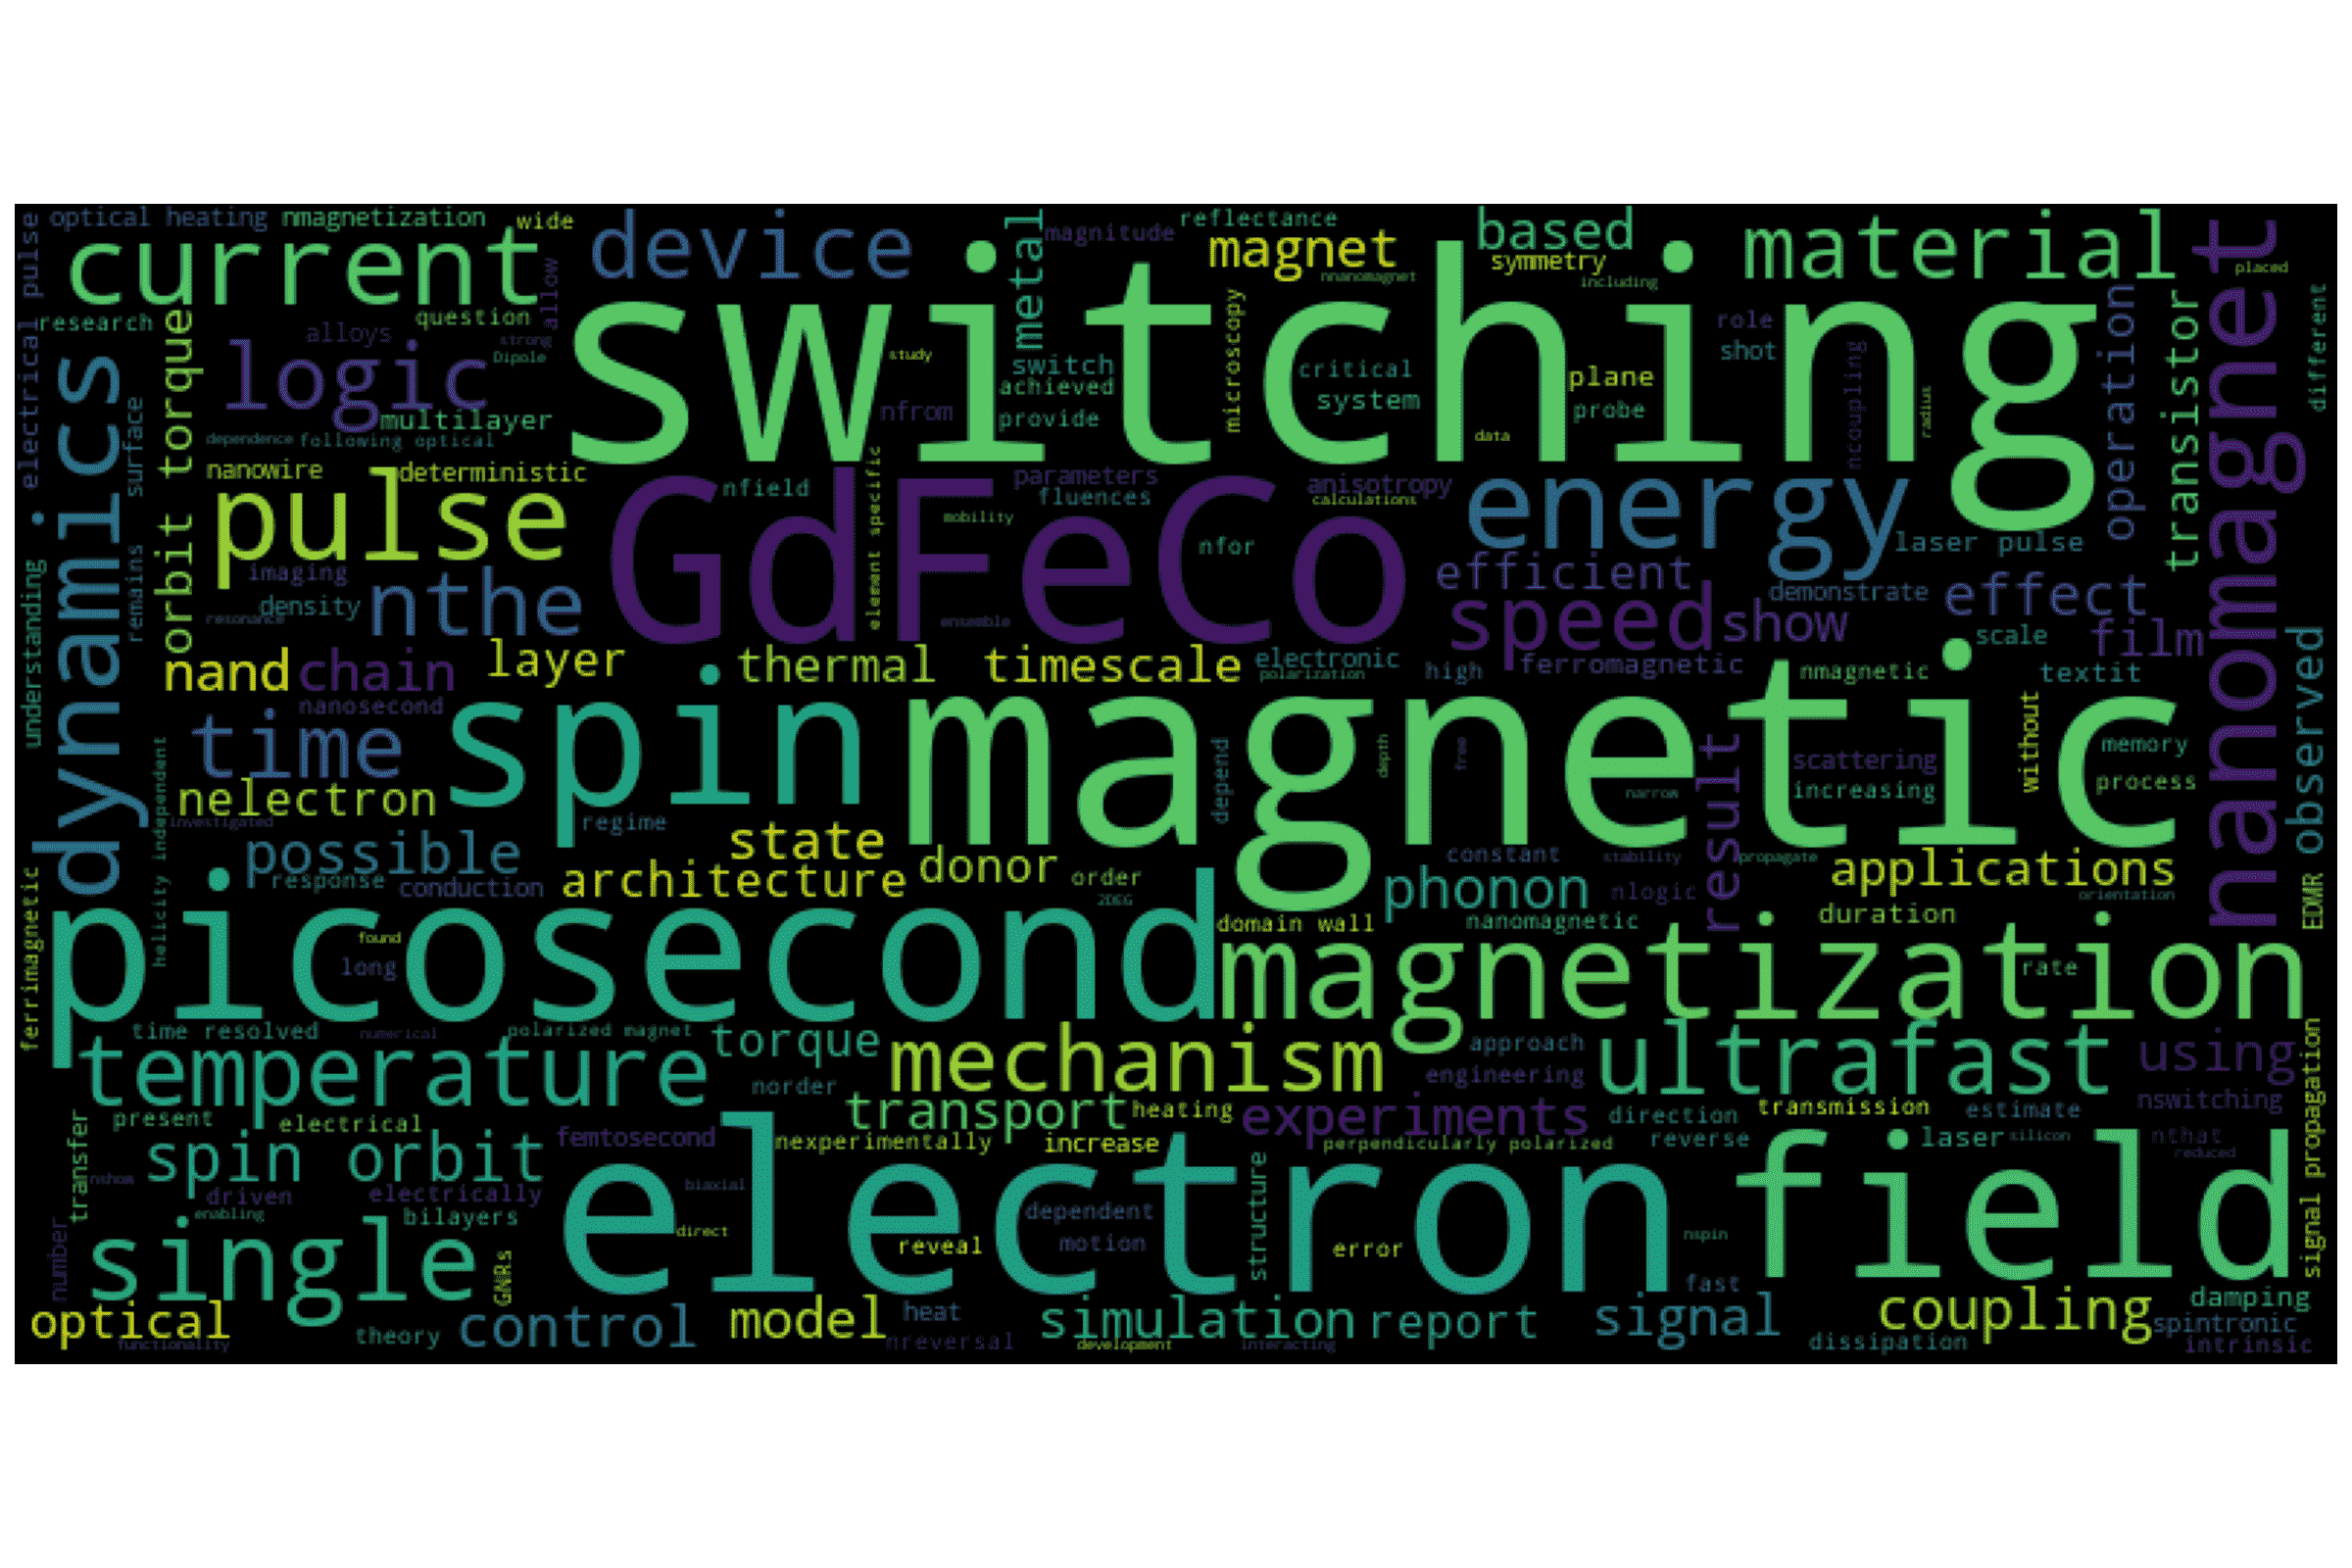 optical heating
nmagnetization
wide
device
metal
magnitude
reflectance
magnet
based
symmetry
material
placed
electrical pulse
current
research
question
allow
alloys
strong
Dipole
switching
nnanomagnet
including
microscopy
study
switch
achieved
provide
critical
system
role
shot
plane
probe
ncoupling
radius
data
operation
transistor
nanomagnet
different
logic
orbit torque
multilayer
dependence
following optical
nfrom
dynamics
surface
nanowire
deterministic
pulse
GdFeCo
nfield
element specific
parameters
fluences
mobility
anisotropy
calculations
nfor
energy
laser pulse
imaging
density
resonance
nthe
ensemble
efficient
speed
show
demonstrate
effect
scale
film
understanding
remains
nand
chain
layer
thermal
timescale
electronic
polarization
high
ferromagnetic
nmagnetic
textit
observed
nanosecond
time
spin
magnetic
nelectron
helicity independent
investigated
regime
depend
depth
free
narrow
result
scattering
increasing
without
memory
process
possible
response
conduction
state
architecture
donor
order
2DEG
constant
stability
propagate
applications
phonon
nlogic
orientation
duration
domain wall
nanomagnetic
EDMR
ferrimagnetic
picosecond
found
long
magnetization
rate
time resolved
numerical
polarized magnet
torque
mechanism
approach
engineering
ultrafast
using
signal propagation
temperature
norder
transport
heating
experiments
direction
transmission
estimate
nswitching
present
electrical
femtosecond
nexperimentally
increase
perpendicularly polarized
reverse
laser
silicon
nthat
reduced
transfer
spin orbit
nshow
driven
electrically
enabling
bilayers
biaxial
electron
field
direct
dependent
motion
reveal
structure
error
nspin
fast
number
single
GNRs
optical
functionality
theory
control
model
heat
nreversal
simulation
development
report
interacting
signal
dissipation
coupling
damping
spintronic
intrinsic